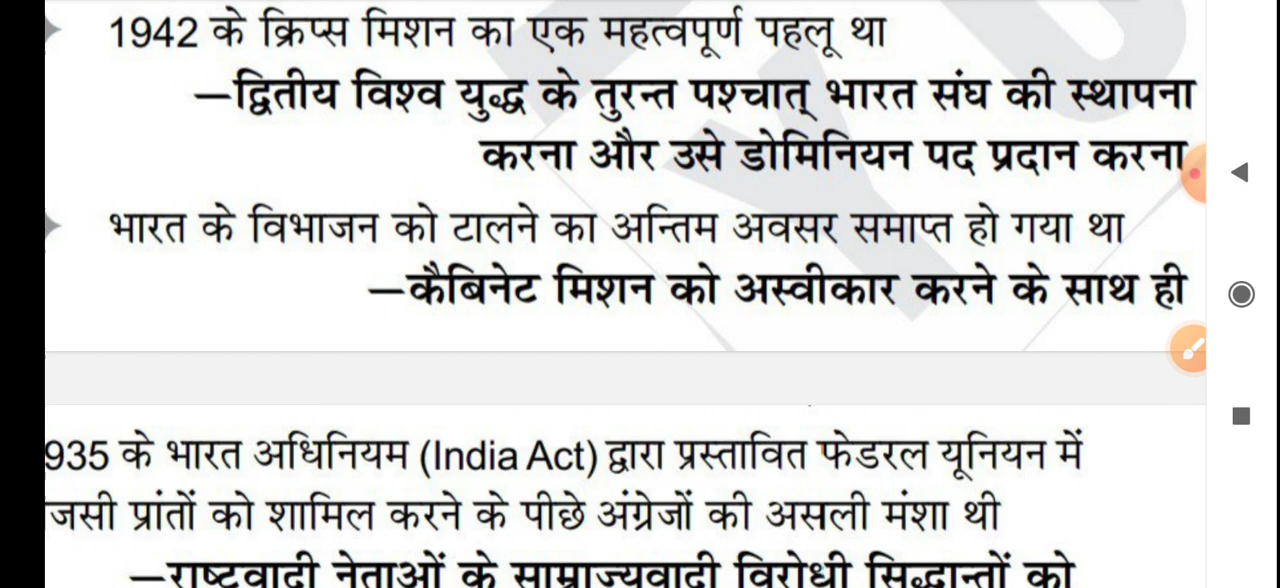 1942 के क्रिप्स मिशन का एक महत्वपूर्ण पहलू था
—द्वितीय विश्व युद्ध के तुरन्त पश्चात् भारत संघ की स्थापना
करना और उसे डोमिनियन पद प्रदान करना
भारत के विभाजन को टालने का अन्तिम अवसर समाप्त हो गया था
—कैबिनेट मिशन को अस्वीकार करने के साथ ही
935 के भारत अधिनियम (India Act) द्वारा प्रस्तावित फेडरल यूनियन में
जसी प्रांतों को शामिल करने के पीछे अंग्रेजों की असली मंशा थी
—राष्ट्रवादी नेताओं के साम्राज्यवादी विरोधी सिद्धान्तों को